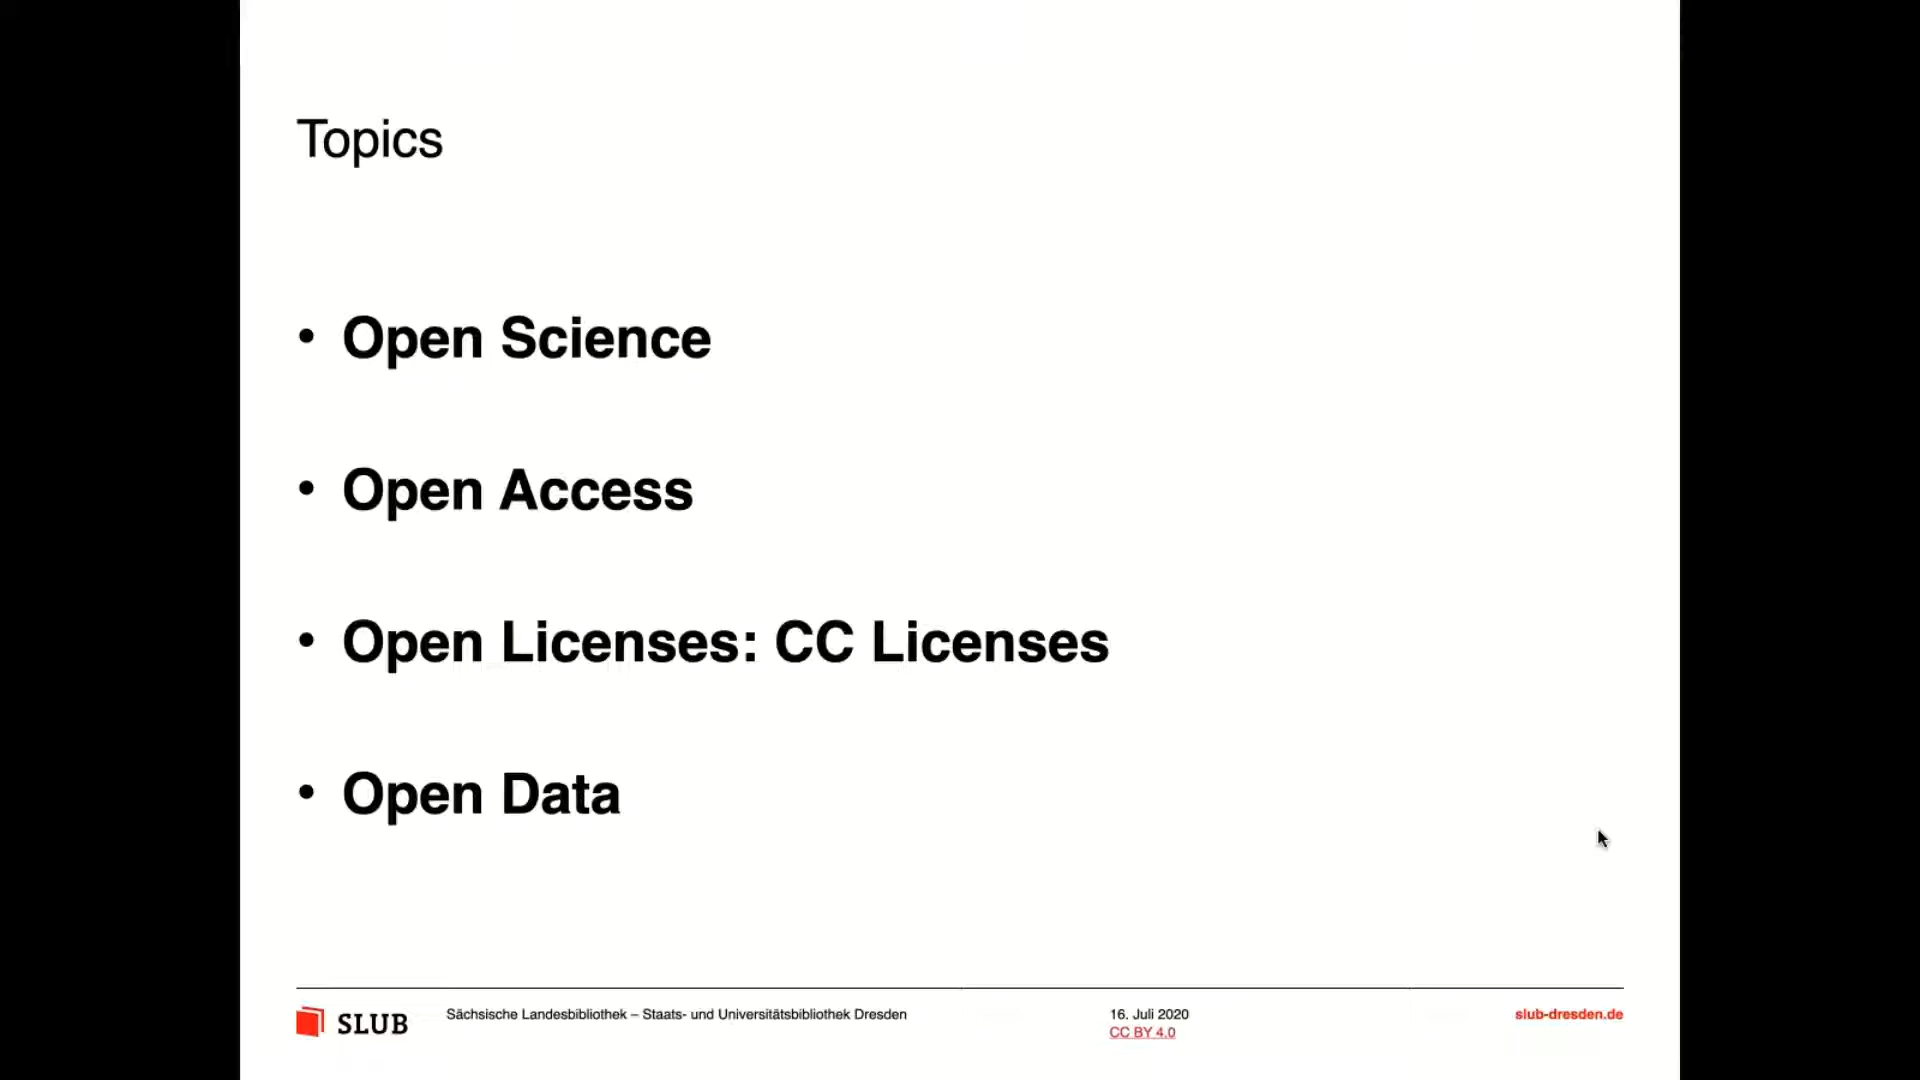 Topics
• Open Science
• Open Access
• Open Licenses: CC Licenses
• Open Data
SLUB
Sächsische Landesbibliothek – Staats- und Universitätsbibliothek Dresden
16. Juli 2020
CC BY 4.0
slub-dresden.de